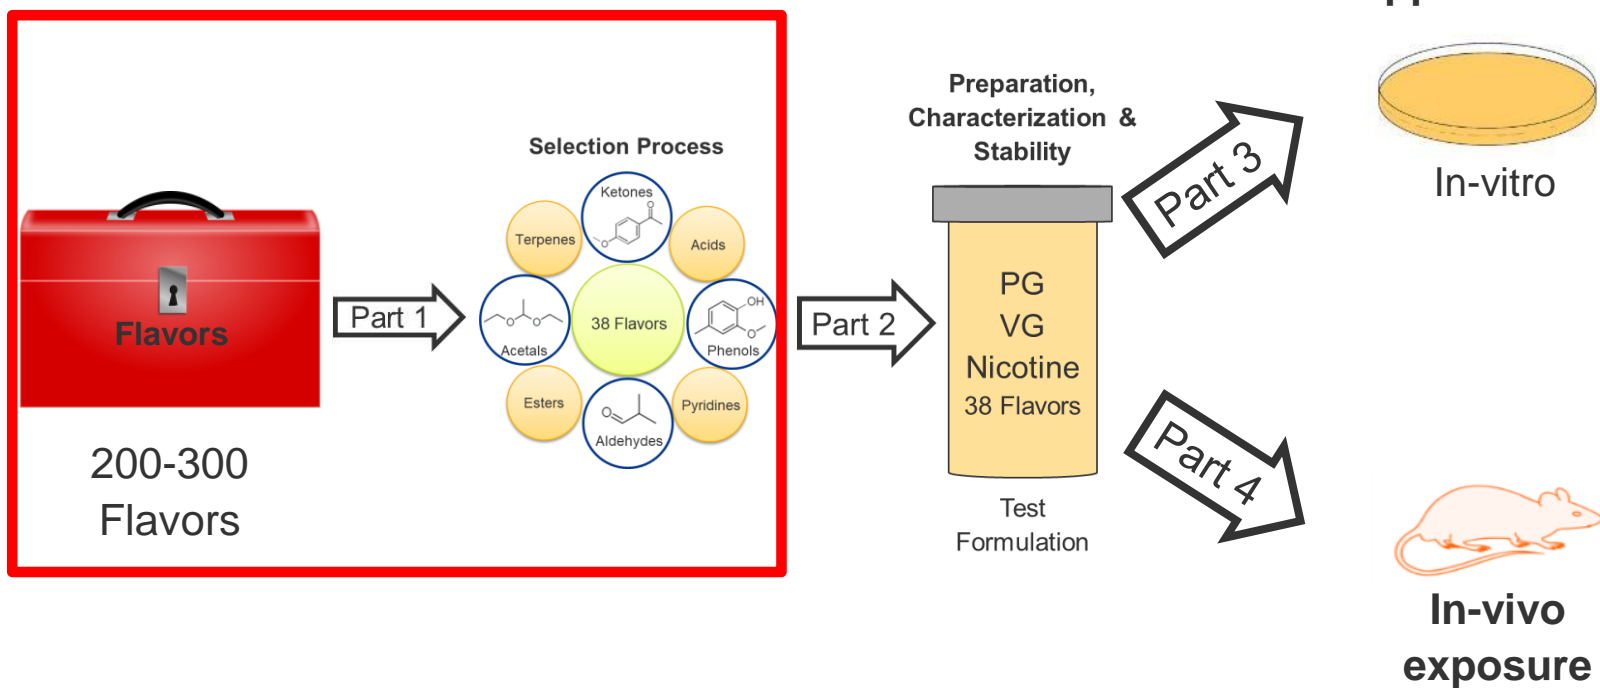 Flavors
200-300
Flavors
Part 1
Selection Process
Ketones
Terpenes
Acids
Acetals
38 Flavors
Phenols
Esters
Pyridines
Aldehydes
O
O
O
O
OH
O
O
Part 2
Preparation,
Characterization &
Stability
PG
VG
Nicotine
38 Flavors
Test
Formulation
Part 3
In-vitro
Part 4
In-vivo
exposure